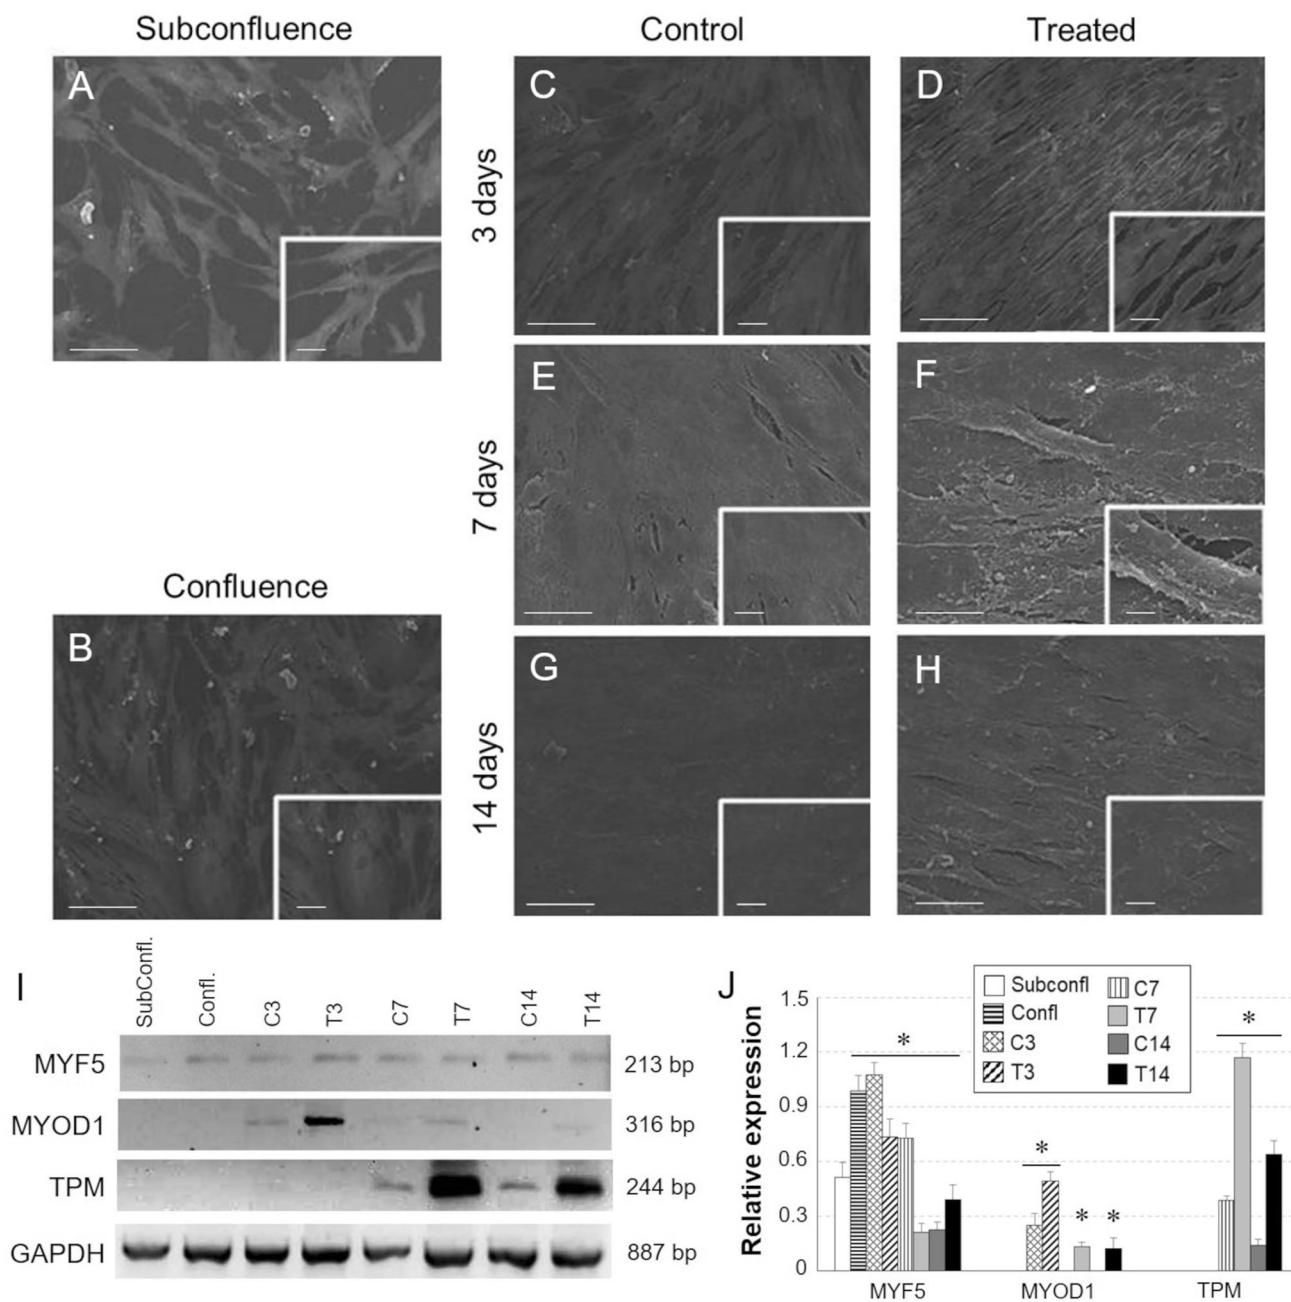 Subconfluence
Control
Treated
A
C
D
3 days
E
F
7 days
Confluence
B
G
H
14 days
I
SubConfl.
Confl.
C3
T3
C7
T7
C14
T14
MYF5
213 bp
MYOD1
316 bp
TPM
244 bp
GAPDH
887 bp
J
Relative expression
1.5
1.2
0.9
0.6
0.3
0
Subconfl
Confl
C3
T3
C7
T7
C14
T14
*
*
*
*
*
MYF5
MYOD1
TPM